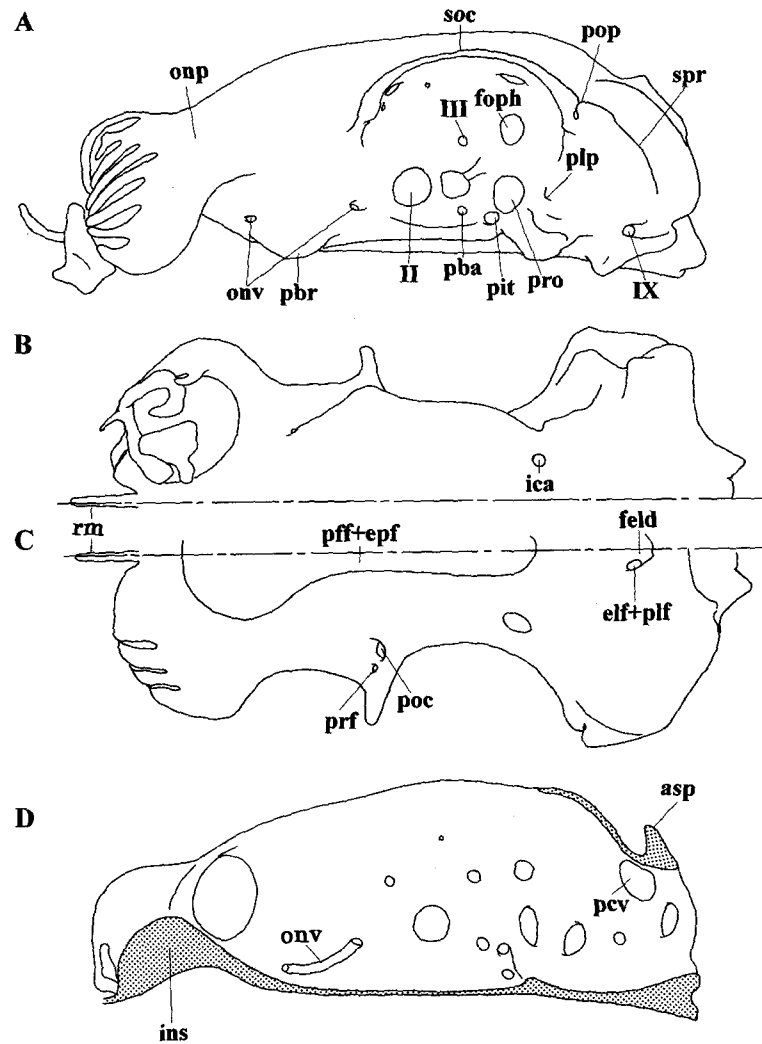 A
soc
pop
onp
spr
foph
III
plp
onv
pbr
II
pba
pit
pro
IX
B
ica
rm
C
pff+epf
feld
elf+plf
prf
poc
D
asp
onv
pcv
ins